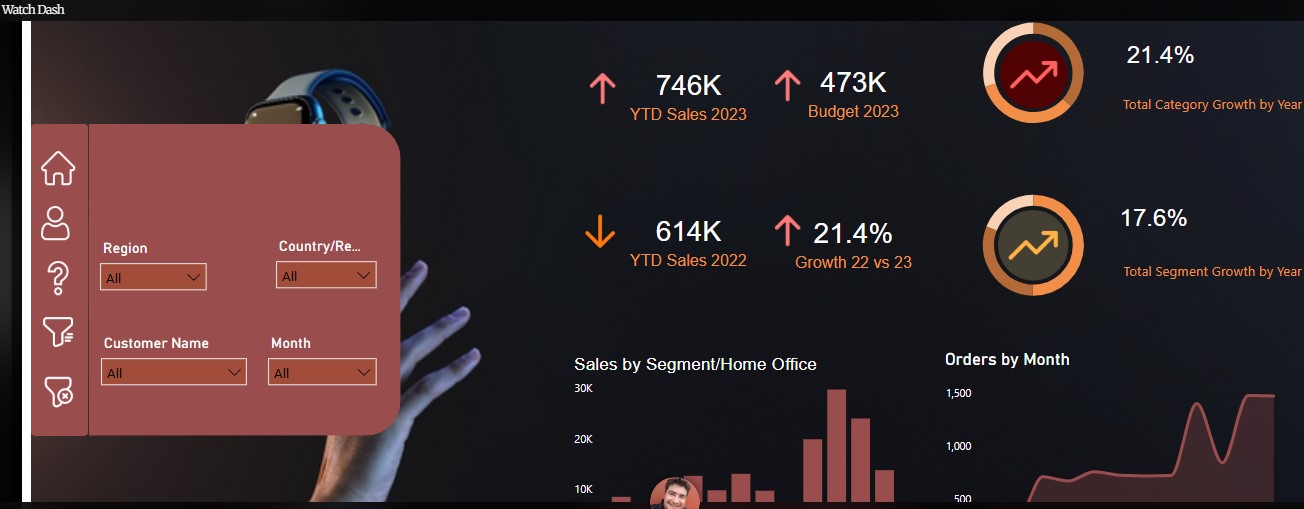 Watch Dash
746K
YTD Sales 2023
473K
Budget 2023
21.4%
Total Category Growth by Year
614K
YTD Sales 2022
21.4%
Growth 22 vs 23
17.6%
Total Segment Growth by Year
Region
All
Country/Re...
All
Customer Name
All
Month
All
Sales by Segment/Home Office
30K
20K
10K
Orders by Month
1,500
1,000
500